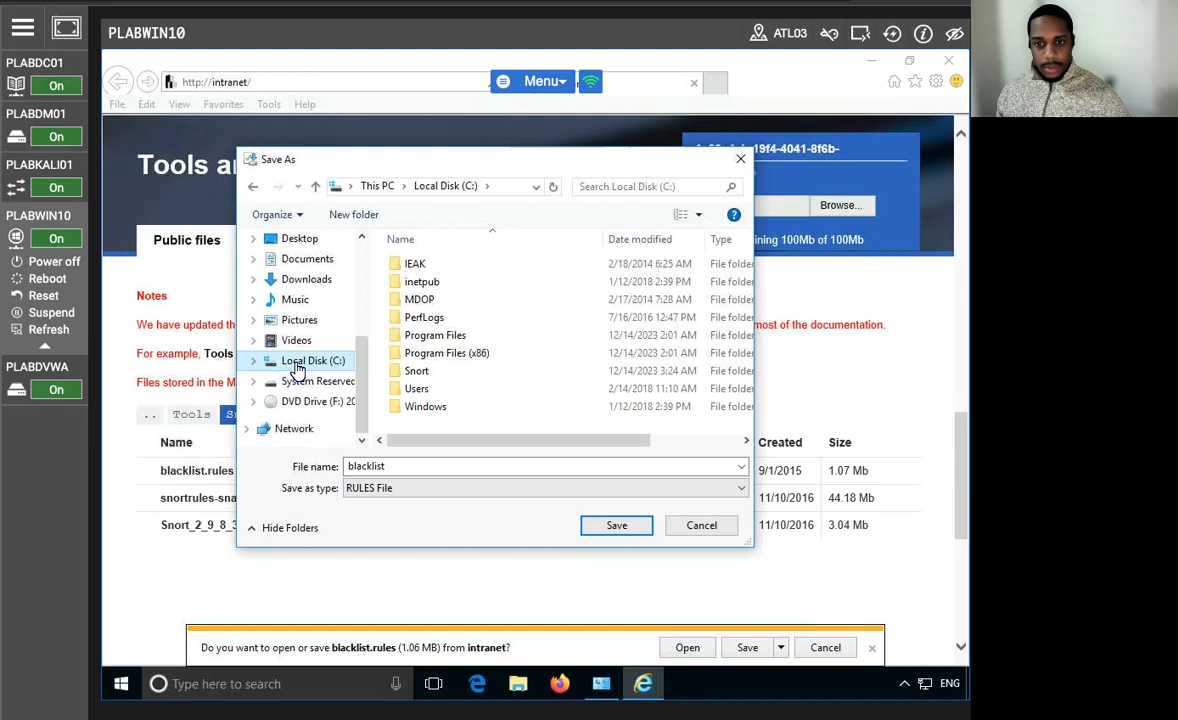 PLABWIN10
ATL03
PLABDC01
On
PLABDM01
On
PLABKALI01
On
PLABWIN10
On
Power off
Reboot
Reset
Suspend
Refresh
PLABDVWA
On
http://intranet/
Menu
File Edit View Favorites Tools Help
Tools a
19f4-4041-8f6b-
Browse...
ning 100Mb of 100Mb
Public files
Notes
We have updated th
most of the documentation.
For example, Tools
Files stored in the M
.. Tools
Name Created Size
blacklist.rules 9/1/2015 1.07 Mb
snortrules-sna 11/10/2016 44.18 Mb
Snort_2_9_8_3 11/10/2016 3.04 Mb
Save As
This PC Local Disk (C:)
Search Local Disk (C:)
Organize New folder
Desktop
Documents
Downloads
Music
Pictures
Videos
Local Disk (C:)
System Reserved
DVD Drive (F:) 20
Network
Name Date modified Type
IEAK 2/18/2014 6:25 AM File folder
inetpub 1/12/2018 2:39 PM File folder
MDOP 2/17/2014 7:28 AM File folder
PerfLogs 7/16/2016 12:47 PM File folder
Program Files 12/14/2023 2:01 AM File folder
Program Files (x86) 12/14/2023 2:01 AM File folder
Snort 12/14/2023 3:24 AM File folder
Users 2/14/2018 11:10 AM File folder
Windows 1/12/2018 2:39 PM File folder
File name: blacklist
Save as type: RULES File
Hide Folders
Save Cancel
Do you want to open or save blacklist.rules (1.06 MB) from intranet?
Open Save Cancel
Type here to search
ENG